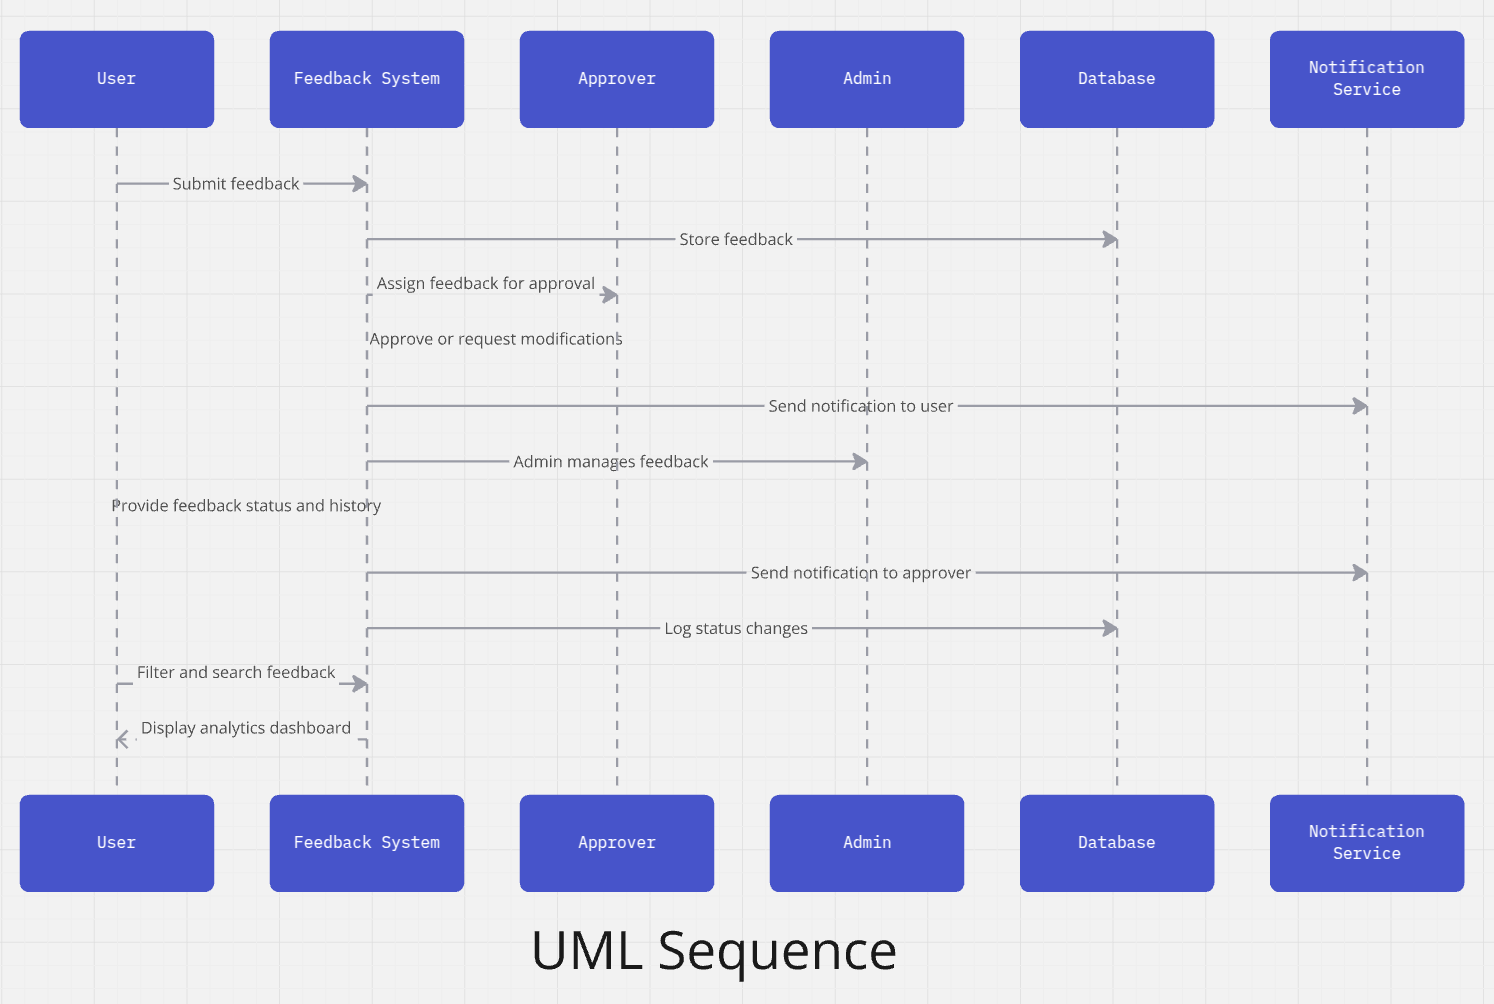 User
Feedback System
Approver
Admin
Database
Notification
Service
Submit feedback
Store feedback
Assign feedback for approval
Approve or request modifications
Send notification to user
Admin manages feedback
Provide feedback status and history
Send notification to approver
Log status changes
Filter and search feedback
Display analytics dashboard
User
Feedback System
Approver
Admin
Database
Notification
Service
UML Sequence